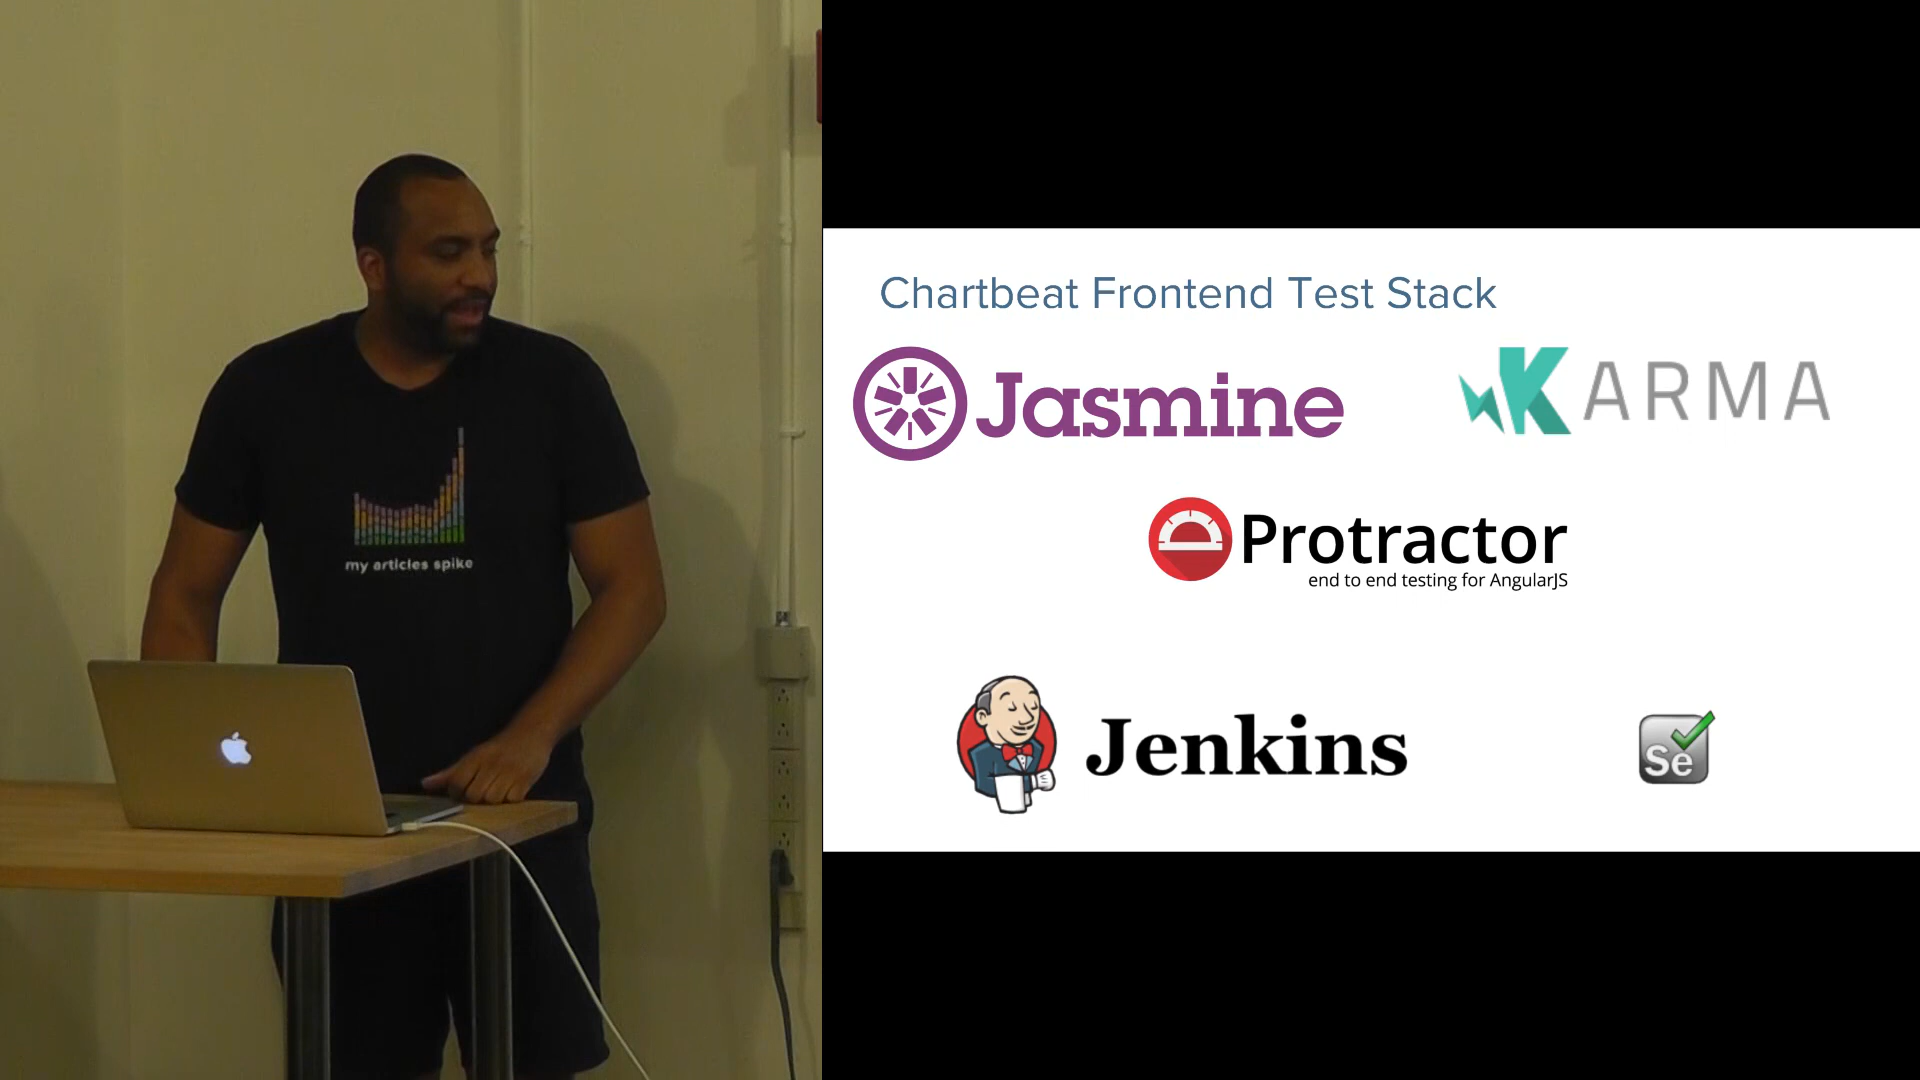 Chartbeat Frontend Test Stack
Jasmine
KARMA
Protractor
end to end testing for AngularJS
Jenkins
Se
my articles spike